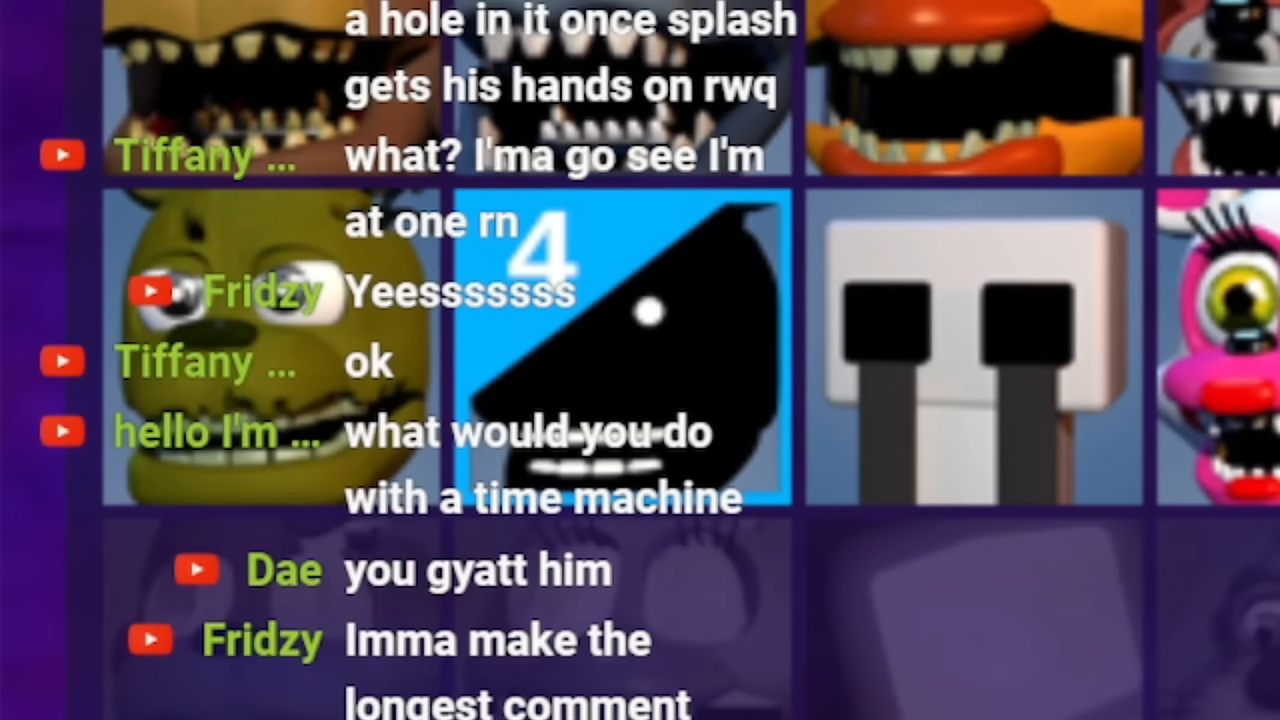 a hole in it once splash
gets his hands on rwq
Tiffany ... what? I'ma go see I'm
at one rn
4
Fridzy Yeesssssss
Tiffany ... ok
hello I'm ... what would you do
with a time machine
Dae you gyatt him
Fridzy Imma make the
longest comment